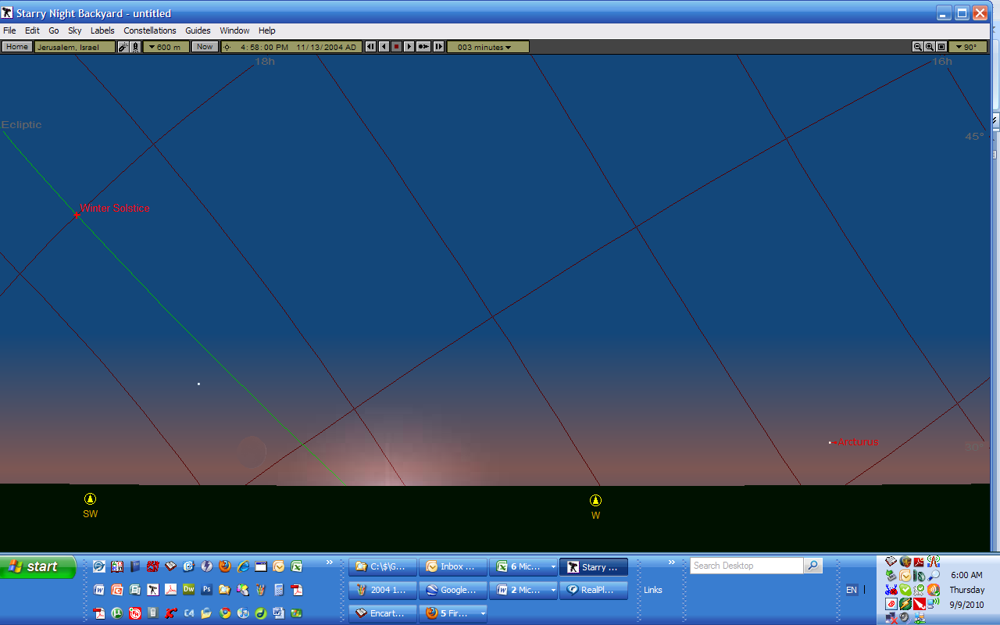 Starry Night Backyard - untitled
File Edit Go Sky Labels Constellations Guides Window Help
Home Jerusalem, Israel 600 m Now 4:58:00 PM 11/13/2004 AD 003 minutes 90°
18h 16h
Ecliptic
45°
Winter Solstice
Arcturus
30°
SW W
start C:\$\G... Inbox ... 6 Mic... Starry ... Search Desktop
2004 1... Google... 2 Mic... RealPl... Links EN
Encart... 5 Fir...
6:00 AM
Thursday
9/9/2010